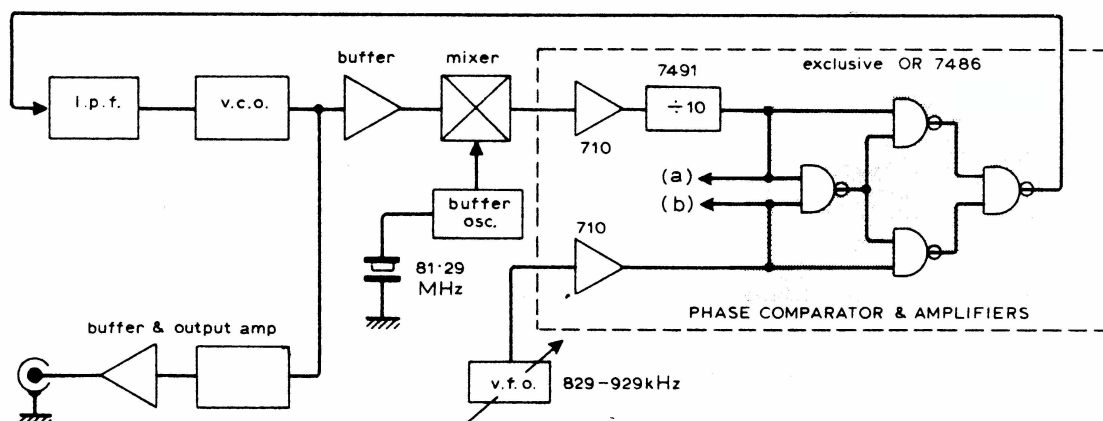 buffer
mixer
exclusive OR 7486
7491
l.p.f.
v.c.o.
÷10
710
(a)
(b)
buffer
osc.
710
81·29
MHz
PHASE COMPARATOR & AMPLIFIERS
buffer & output amp
v.f.o.
829-929kHz